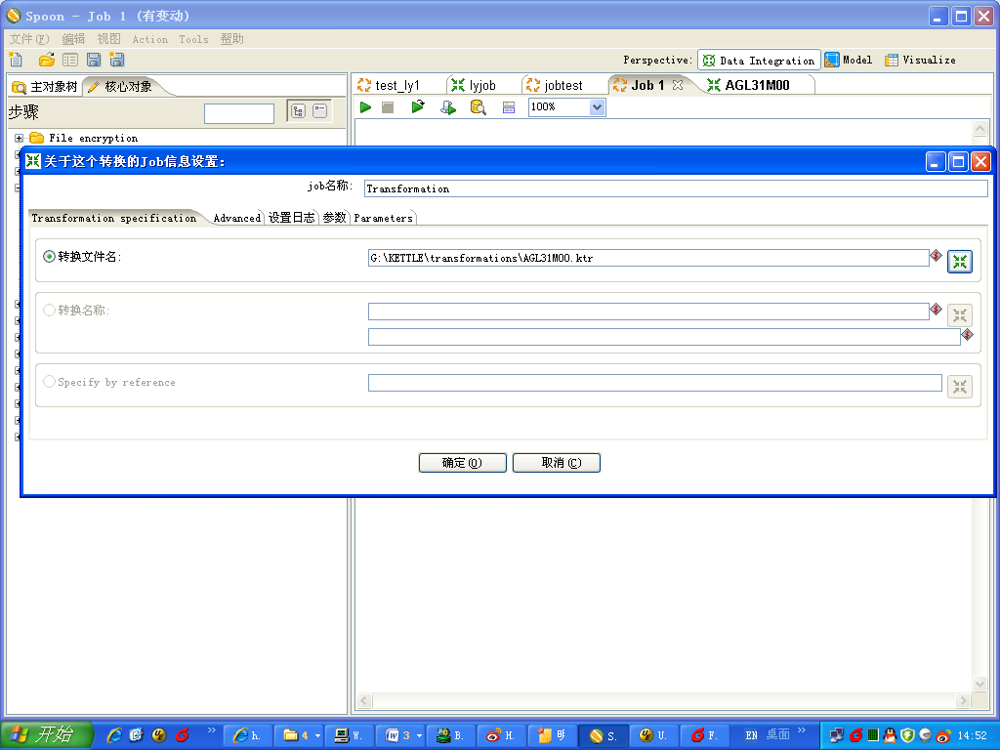 Spoon - Job 1 (有变动)
文件(F) 编辑 视图 Action Tools 帮助
Perspective: Data Integration Model Visualize
主对象树 核心对象
test_ly1 lyjob jobtest Job 1 AGL31M00
步骤
100%
File encryption
关于这个转换的Job信息设置:
job名称: Transformation
Transformation specification Advanced 设置日志 参数 Parameters
转换文件名: G:\KETTLE\transformations\AGL31M00.ktr
转换名称:
Specify by reference
确定(O) 取消(C)
开始 h. 4 W. 3 B. H. S. U. F. EN 桌面 14:52